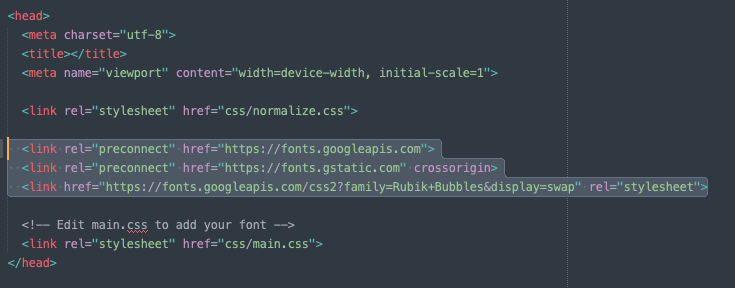 <head>
<meta charset="utf-8">
<title></title>
<meta name="viewport" content="width=device-width, initial-scale=1">
<link rel="stylesheet" href="css/normalize.css">
<link rel="preconnect" href="https://fonts.googleapis.com">
<link rel="preconnect" href="https://fonts.gstatic.com" crossorigin>
<link href="https://fonts.googleapis.com/css2?family=Rubik+Bubbles&display=swap" rel="stylesheet">
<!-- Edit main.css to add your font -->
<link rel="stylesheet" href="css/main.css">
</head>